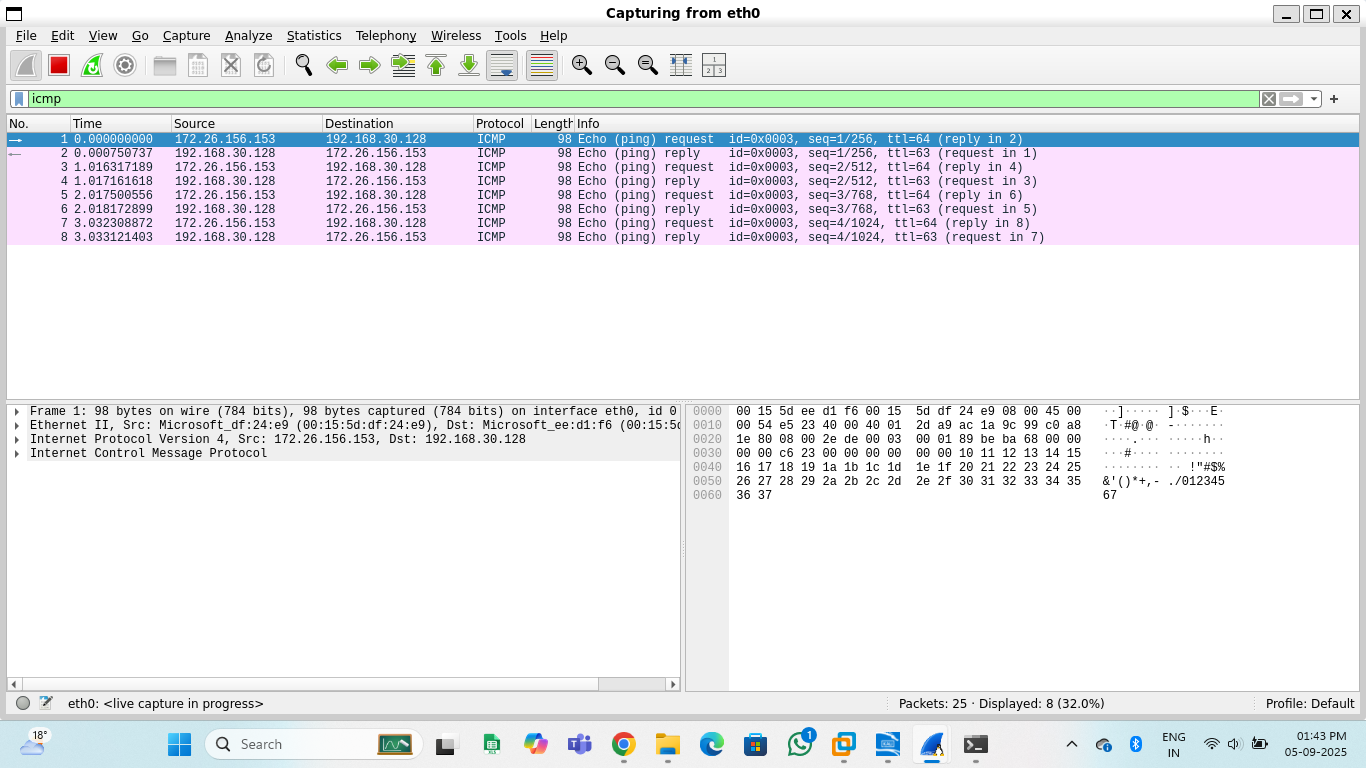 Capturing from eth0
File Edit View Go Capture Analyze Statistics Telephony Wireless Tools Help
icmp
No. Time Source Destination Protocol Length Info
1 0.000000000 172.26.156.153 192.168.30.128 ICMP 98 Echo (ping) request id=0x0003, seq=1/256, ttl=64 (reply in 2)
2 0.000750737 192.168.30.128 172.26.156.153 ICMP 98 Echo (ping) reply id=0x0003, seq=1/256, ttl=63 (request in 1)
3 1.016317189 172.26.156.153 192.168.30.128 ICMP 98 Echo (ping) request id=0x0003, seq=2/512, ttl=64 (reply in 4)
4 1.017161618 192.168.30.128 172.26.156.153 ICMP 98 Echo (ping) reply id=0x0003, seq=2/512, ttl=63 (request in 3)
5 2.017500556 172.26.156.153 192.168.30.128 ICMP 98 Echo (ping) request id=0x0003, seq=3/768, ttl=64 (reply in 6)
6 2.018172899 192.168.30.128 172.26.156.153 ICMP 98 Echo (ping) reply id=0x0003, seq=3/768, ttl=63 (request in 5)
7 3.032308872 172.26.156.153 192.168.30.128 ICMP 98 Echo (ping) request id=0x0003, seq=4/1024, ttl=64 (reply in 8)
8 3.033121403 192.168.30.128 172.26.156.153 ICMP 98 Echo (ping) reply id=0x0003, seq=4/1024, ttl=63 (request in 7)
Frame 1: 98 bytes on wire (784 bits), 98 bytes captured (784 bits) on interface eth0, id 0
Ethernet II, Src: Microsoft_df:24:e9 (00:15:5d:df:24:e9), Dst: Microsoft_ee:d1:f6 (00:15:5d
Internet Protocol Version 4, Src: 172.26.156.153, Dst: 192.168.30.128
Internet Control Message Protocol
0000 00 15 5d ee d1 f6 00 15 5d df 24 e9 08 00 45 00 ··]····· ]·$···E·
0010 00 54 e5 23 40 00 40 01 2d a9 ac 1a 9c 99 c0 a8 ·T·#@·@· -·······
0020 1e 80 08 00 2e de 00 03 00 01 89 be ba 68 00 00 ····.··· ·····h··
0030 00 00 c6 23 00 00 00 00 00 00 10 11 12 13 14 15 ···#···· ········
0040 16 17 18 19 1a 1b 1c 1d 1e 1f 20 21 22 23 24 25 ········ ·· !"#$%
0050 26 27 28 29 2a 2b 2c 2d 2e 2f 30 31 32 33 34 35 &'()*+,- ./012345
0060 36 37 67
eth0: <live capture in progress> Packets: 25 · Displayed: 8 (32.0%) Profile: Default
18° Search 1 ENG IN 01:43 PM
05-09-2025